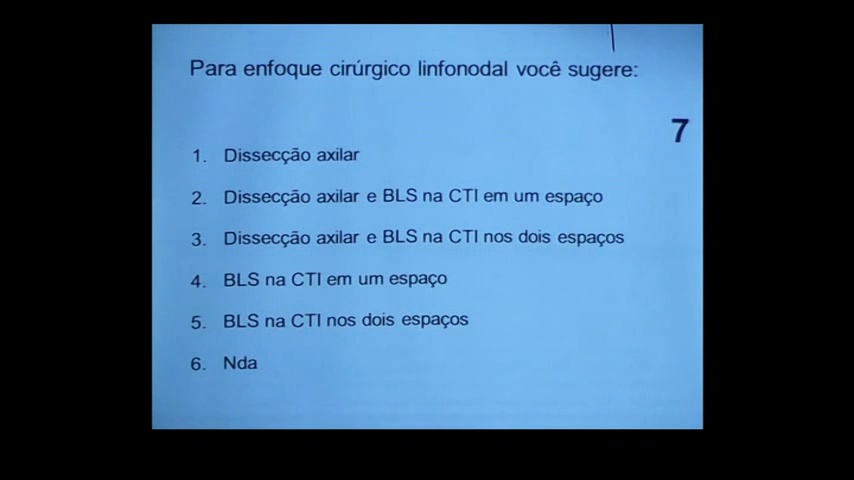 Para enfoque cirúrgico linfonodal você sugere:
7
1. Dissecção axilar
2. Dissecção axilar e BLS na CTI em um espaço
3. Dissecção axilar e BLS na CTI nos dois espaços
4. BLS na CTI em um espaço
5. BLS na CTI nos dois espaços
6. Nda